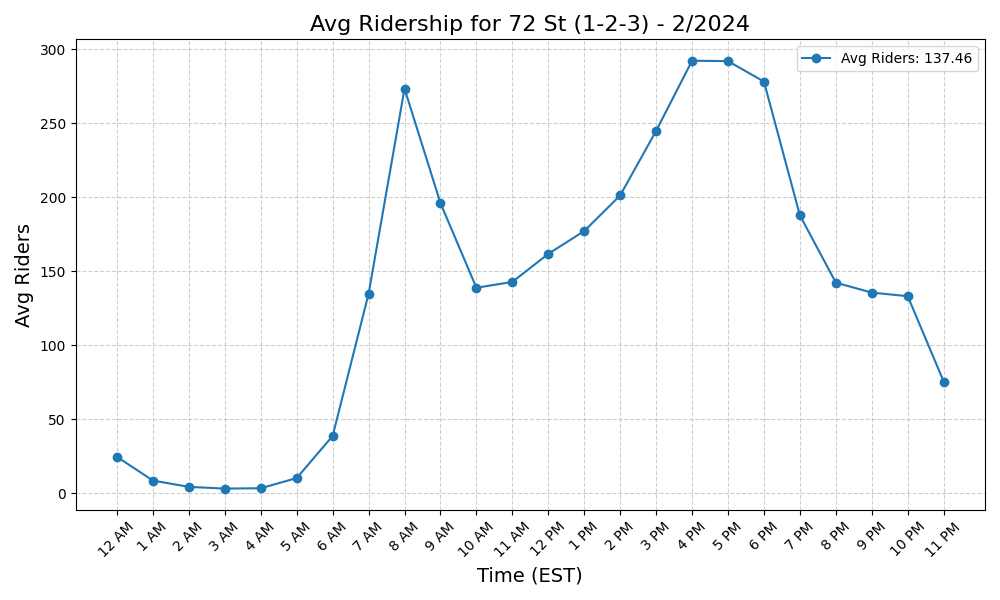 Avg Ridership for 72 St (1-2-3) - 2/2024
Avg Riders: 137.46
Avg Riders
300
250
200
150
100
50
0
12 AM 1 AM 2 AM 3 AM 4 AM 5 AM 6 AM 7 AM 8 AM 9 AM 10 AM 11 AM 12 PM 1 PM 2 PM 3 PM 4 PM 5 PM 6 PM 7 PM 8 PM 9 PM 10 PM 11 PM
Time (EST)